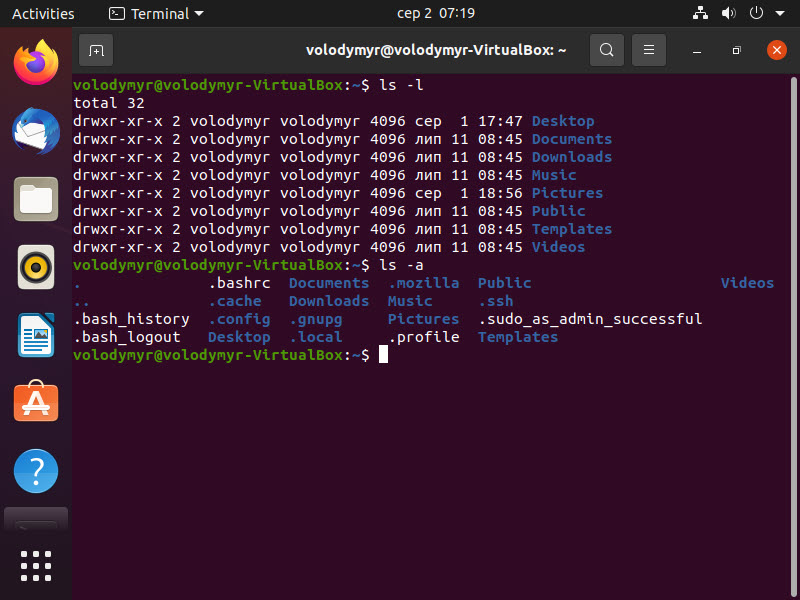 Activities Terminal сер 2 07:19
volodymyr@volodymyr-VirtualBox: ~
volodymyr@volodymyr-VirtualBox:~$ ls -l
total 32
drwxr-xr-x 2 volodymyr volodymyr 4096 сер  1 17:47 Desktop
drwxr-xr-x 2 volodymyr volodymyr 4096 лип 11 08:45 Documents
drwxr-xr-x 2 volodymyr volodymyr 4096 лип 11 08:45 Downloads
drwxr-xr-x 2 volodymyr volodymyr 4096 лип 11 08:45 Music
drwxr-xr-x 2 volodymyr volodymyr 4096 сер  1 18:56 Pictures
drwxr-xr-x 2 volodymyr volodymyr 4096 лип 11 08:45 Public
drwxr-xr-x 2 volodymyr volodymyr 4096 лип 11 08:45 Templates
drwxr-xr-x 2 volodymyr volodymyr 4096 лип 11 08:45 Videos
volodymyr@volodymyr-VirtualBox:~$ ls -a
.              .bashrc  Documents  .mozilla  Public                     Videos
..             .cache   Downloads  Music     .ssh
.bash_history  .config  .gnupg     Pictures  .sudo_as_admin_successful
.bash_logout   Desktop  .local     .profile  Templates
volodymyr@volodymyr-VirtualBox:~$